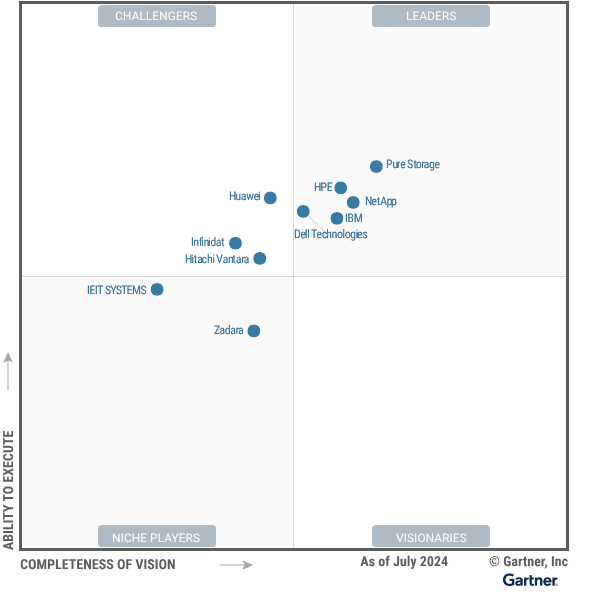 CHALLENGERS
LEADERS
Pure Storage
HPE
Huawei
NetApp
IBM
Dell Technologies
Infinidat
Hitachi Vantara
IEIT SYSTEMS
Zadara
ABILITY TO EXECUTE
NICHE PLAYERS
VISIONARIES
COMPLETENESS OF VISION
As of July 2024
© Gartner, Inc
Gartner